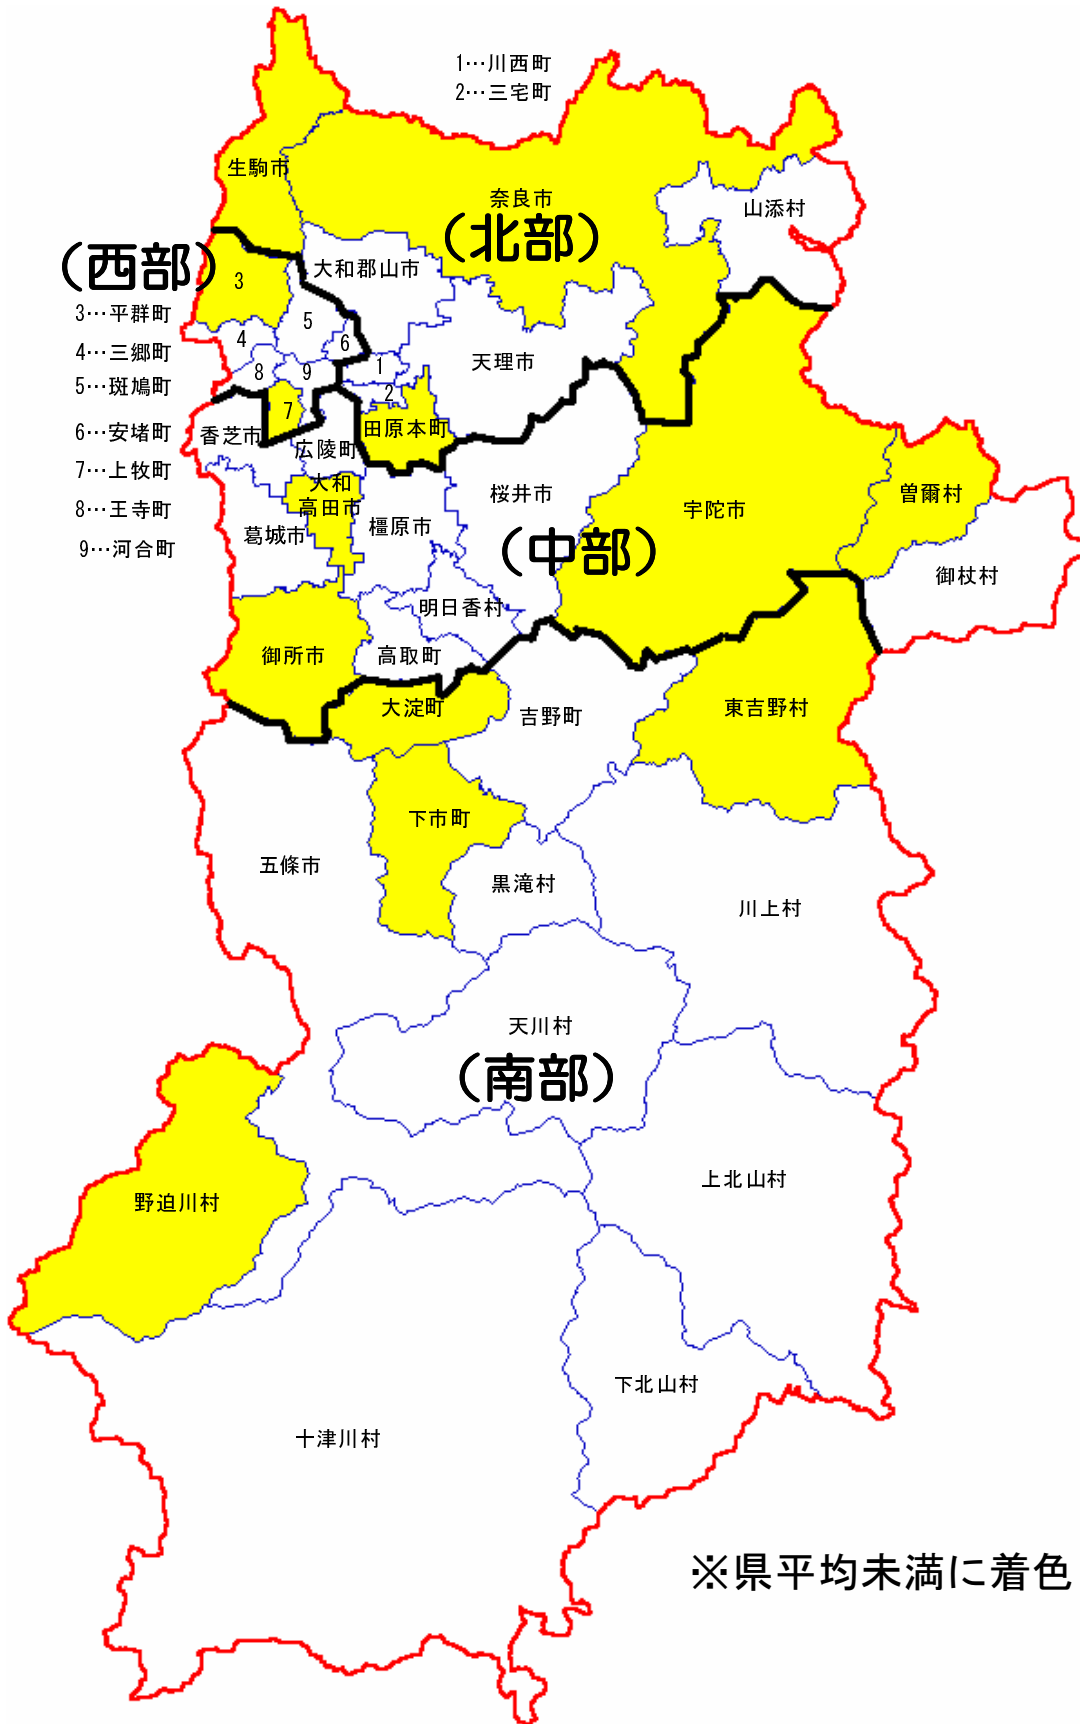 1…川西町
2…三宅町
生駒市
奈良市
山添村
(北部)
(西部)
大和郡山市
3
3…平群町
5
4
6
4…三郷町
1
天理市
8
9
5…斑鳩町
2
7
田原本町
6…安堵町
香芝市
広陵町
7…上牧町
大和
高田市
桜井市
曽爾村
8…王寺町
宇陀市
橿原市
葛城市
9…河合町
(中部)
御杖村
明日香村
御所市
高取町
大淀町
吉野町
東吉野村
下市町
五條市
黒滝村
川上村
天川村
(南部)
上北山村
野迫川村
下北山村
十津川村
※県平均未満に着色